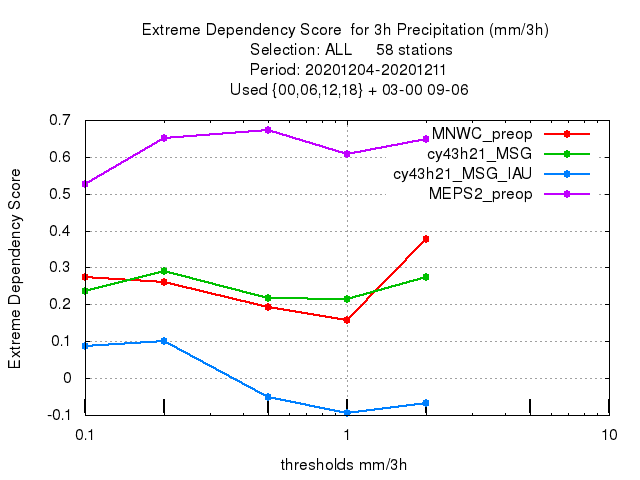 Extreme Dependency Score for 3h Precipitation (mm/3h)
Selection: ALL 58 stations
Period: 20201204-20201211
Used {00,06,12,18} + 03-00 09-06
Extreme Dependency Score
0.7
0.6
0.5
0.4
0.3
0.2
0.1
0
-0.1
MNWC_preop
cy43h21_MSG
cy43h21_MSG_IAU
MEPS2_preop
0.1 1 10
thresholds mm/3h